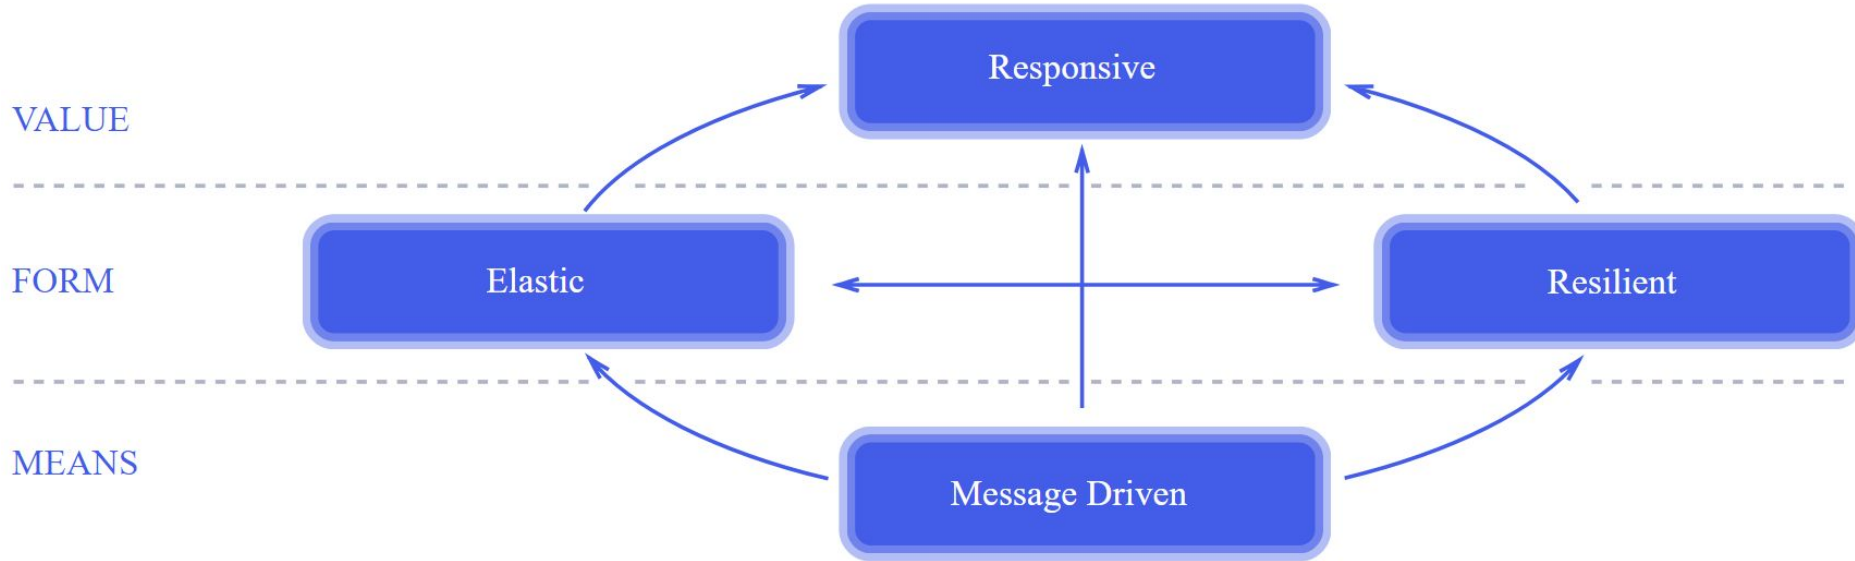 Responsive
VALUE
Elastic
FORM
Resilient
MEANS
Message Driven